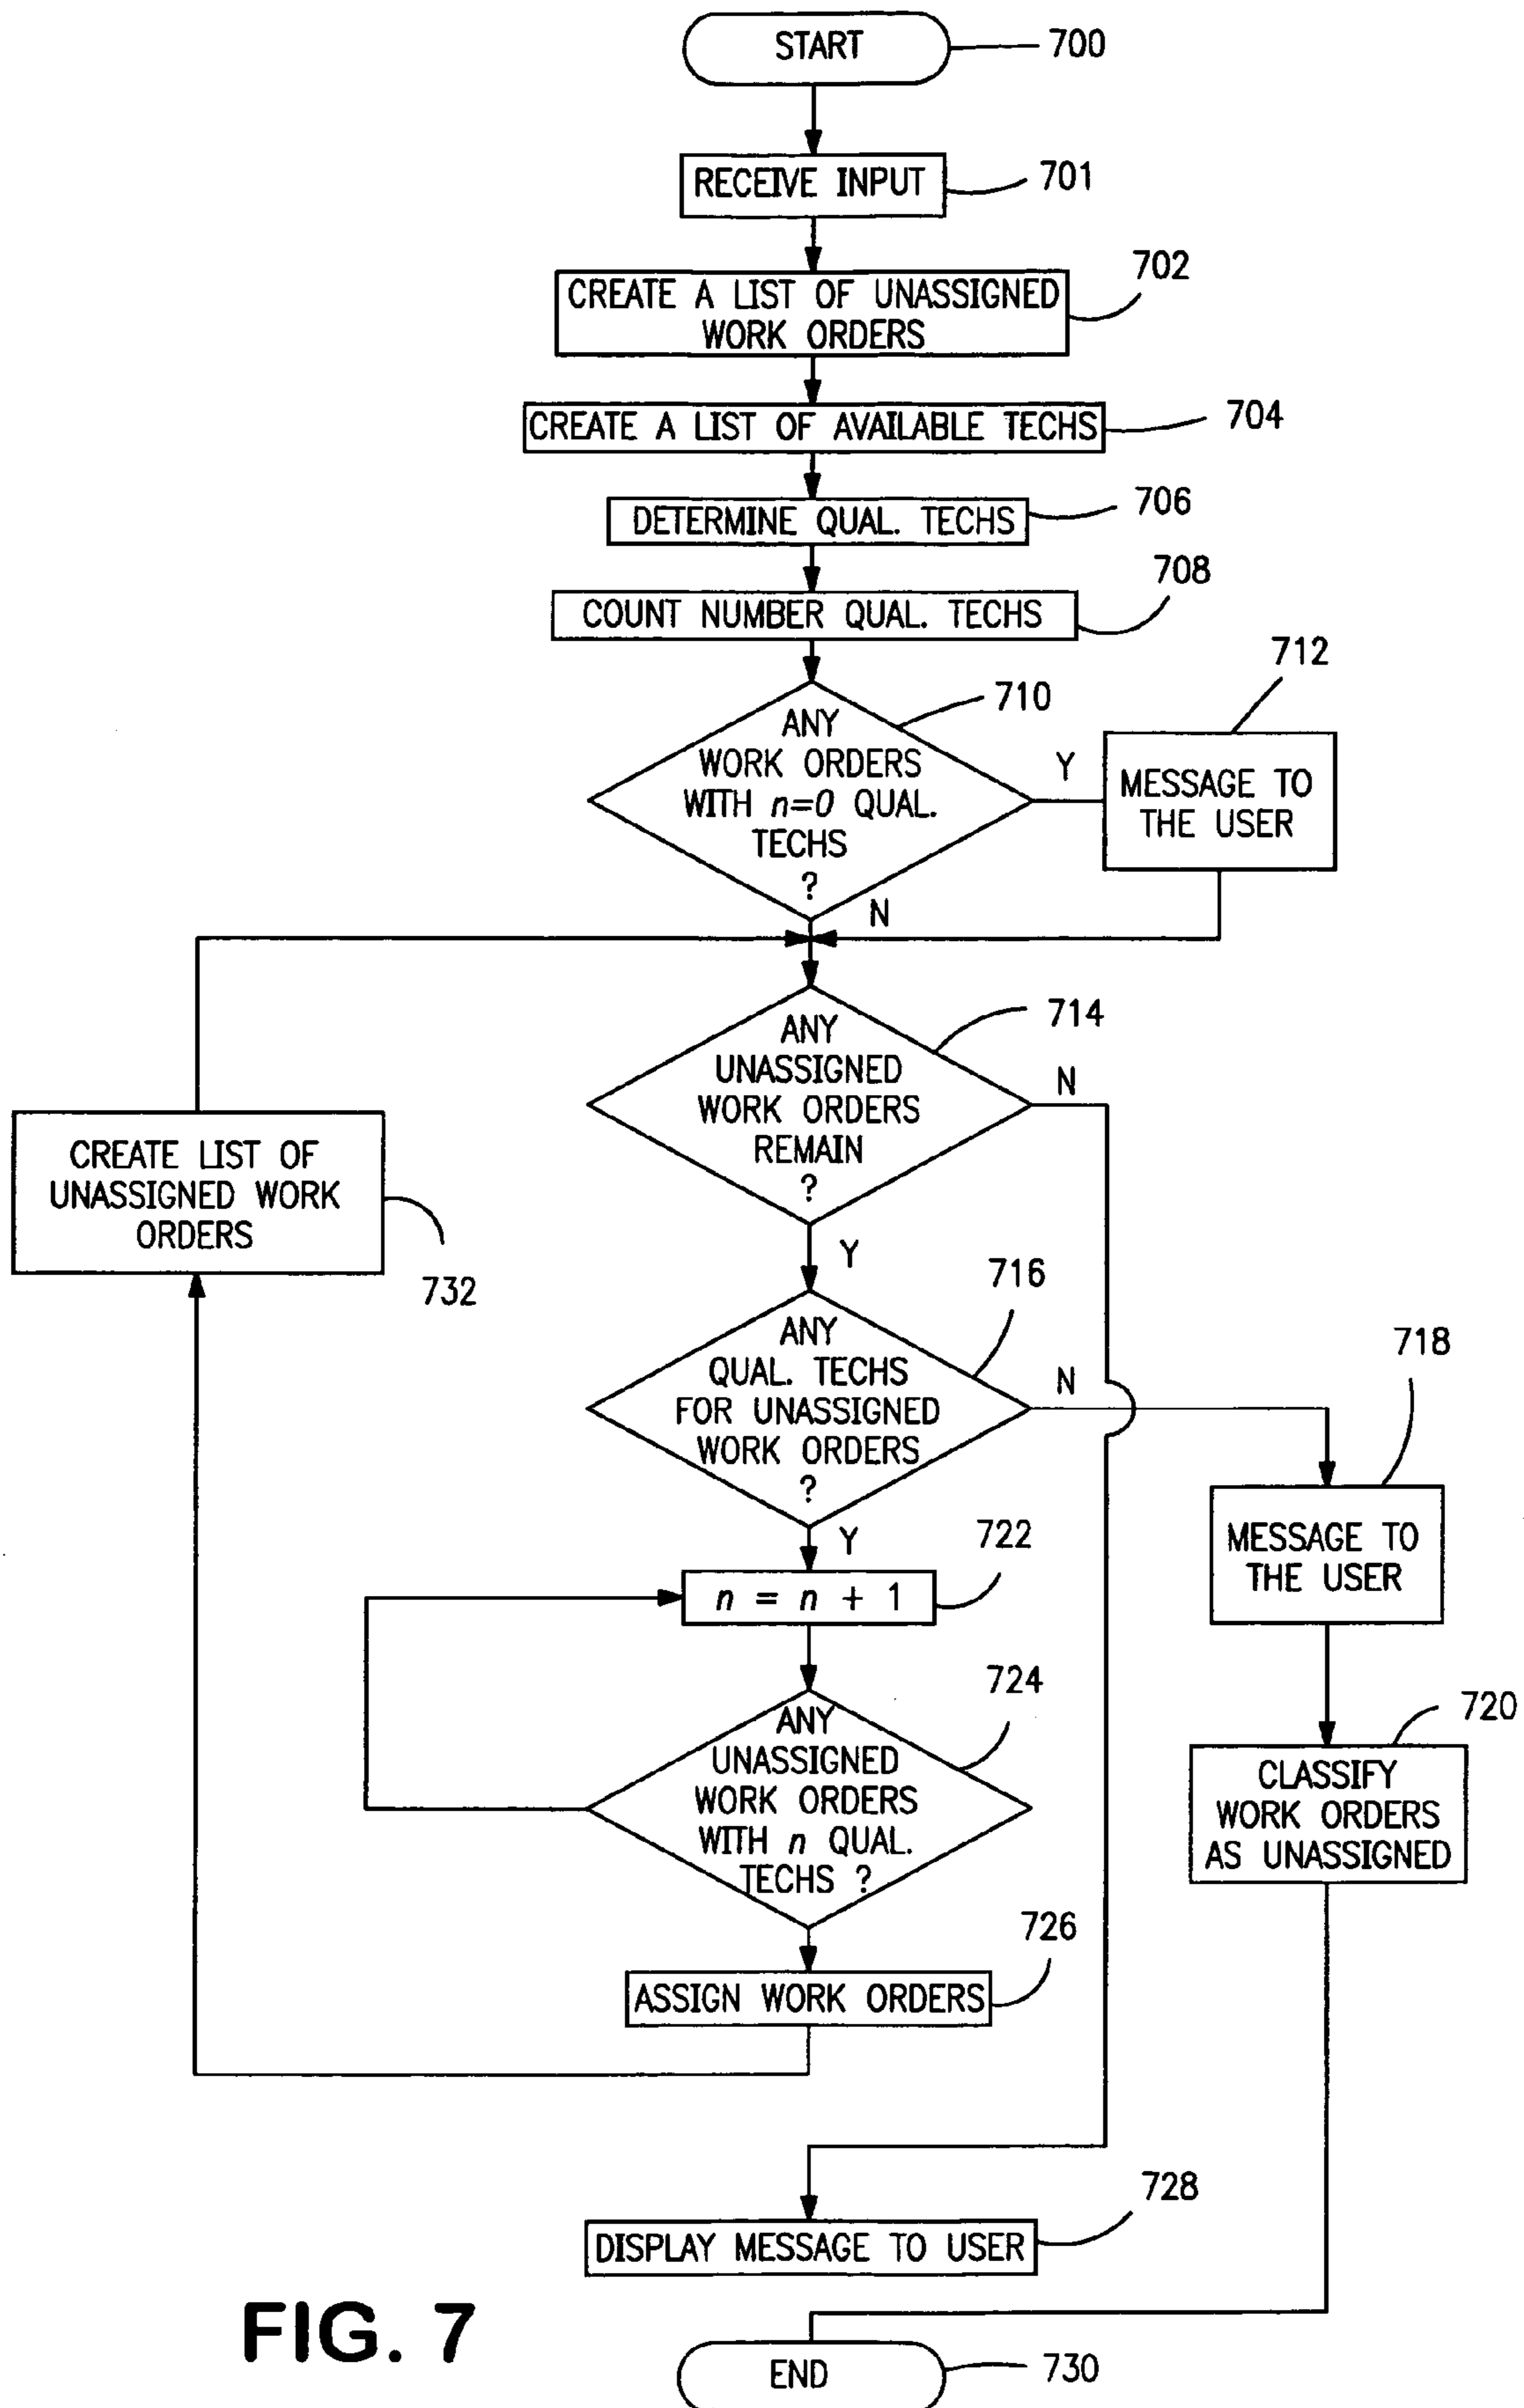 START
700
RECEIVE INPUT
701
702
CREATE A LIST OF UNASSIGNED
WORK ORDERS
CREATE A LIST OF AVAILABLE TECHS
704
DETERMINE QUAL. TECHS
706
708
COUNT NUMBER QUAL. TECHS
712
710
ANY
WORK ORDERS
WITH n=0 QUAL.
TECHS
?
Y
MESSAGE TO
THE USER
N
714
ANY
UNASSIGNED
WORK ORDERS
REMAIN
?
N
CREATE LIST OF
UNASSIGNED WORK
ORDERS
732
Y
716
ANY
QUAL. TECHS
FOR UNASSIGNED
WORK ORDERS
?
N
718
MESSAGE TO
THE USER
Y
722
n = n + 1
724
ANY
UNASSIGNED
WORK ORDERS
WITH n QUAL.
TECHS ?
720
CLASSIFY
WORK ORDERS
AS UNASSIGNED
726
ASSIGN WORK ORDERS
728
DISPLAY MESSAGE TO USER
FIG. 7
END
730